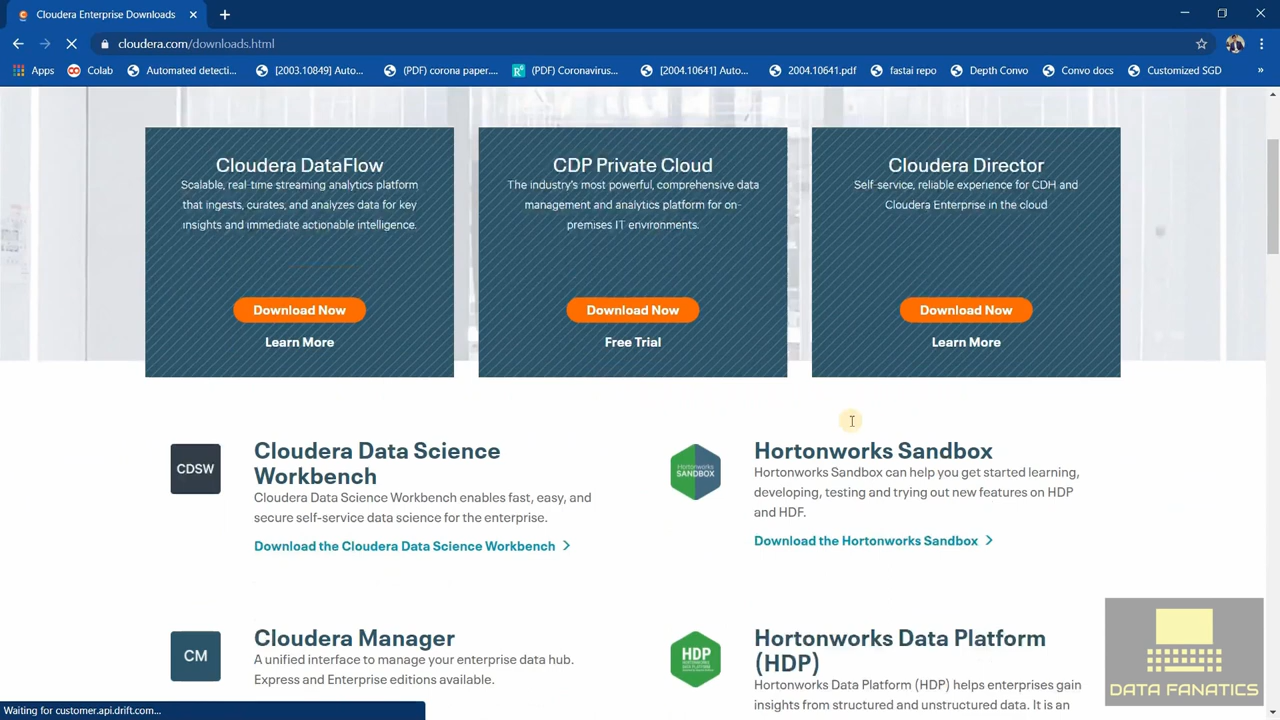 Cloudera Enterprise Downloads
cloudera.com/downloads.html
Apps
Colab
Automated detecti...
[2003.10849] Auto...
(PDF) corona paper....
(PDF) Coronavirus...
[2004.10641] Auto...
2004.10641.pdf
fastai repo
Depth Convo
Convo docs
Customized SGD
»
Cloudera DataFlow
Scalable, real-time streaming analytics platform
that ingests, curates, and analyzes data for key
insights and immediate actionable intelligence.
Download Now
Learn More
CDP Private Cloud
The industry's most powerful, comprehensive data
management and analytics platform for on-
premises IT environments.
Download Now
Free Trial
Cloudera Director
Self-service, reliable experience for CDH and
Cloudera Enterprise in the cloud
Download Now
Learn More
CDSW
Cloudera Data Science
Workbench
Cloudera Data Science Workbench enables fast, easy, and
secure self-service data science for the enterprise.
Download the Cloudera Data Science Workbench
Hortonworks
SANDBOX
Hortonworks Sandbox
Hortonworks Sandbox can help you get started learning,
developing, testing and trying out new features on HDP
and HDF.
Download the Hortonworks Sandbox
CM
Cloudera Manager
A unified interface to manage your enterprise data hub.
Express and Enterprise editions available.
HDP
Hortonworks Data Platform
(HDP)
Hortonworks Data Platform (HDP) helps enterprises gain
insights from structured and unstructured data. It is an
DATA FANATICS
Waiting for customer.api.drift.com...